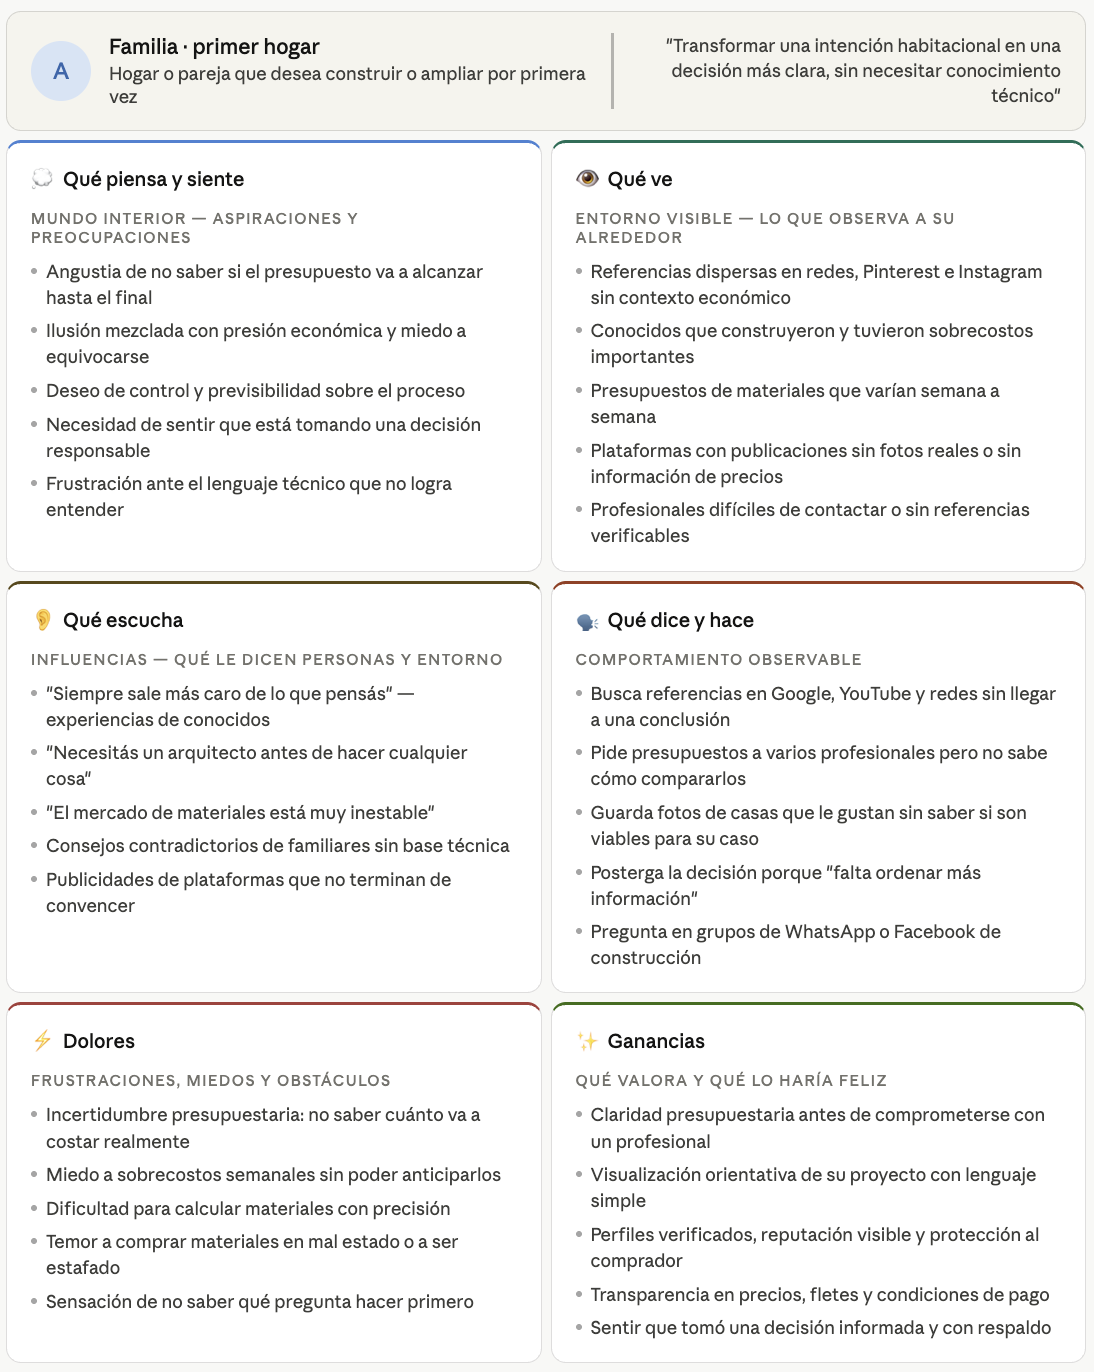 A
Familia · primer hogar
Hogar o pareja que desea construir o ampliar por primera
vez
"Transformar una intención habitacional en una
decisión más clara, sin necesitar conocimiento
técnico"
Qué piensa y siente
MUNDO INTERIOR — ASPIRACIONES Y
PREOCUPACIONES
• Angustia de no saber si el presupuesto va a alcanzar
hasta el final
• Ilusión mezclada con presión económica y miedo a
equivocarse
• Deseo de control y previsibilidad sobre el proceso
• Necesidad de sentir que está tomando una decisión
responsable
• Frustración ante el lenguaje técnico que no logra
entender
Qué ve
ENTORNO VISIBLE — LO QUE OBSERVA A SU
ALREDEDOR
• Referencias dispersas en redes, Pinterest e Instagram
sin contexto económico
• Conocidos que construyeron y tuvieron sobrecostos
importantes
• Presupuestos de materiales que varían semana a
semana
• Plataformas con publicaciones sin fotos reales o sin
información de precios
• Profesionales difíciles de contactar o sin referencias
verificables
Qué escucha
INFLUENCIAS — QUÉ LE DICEN PERSONAS Y ENTORNO
• "Siempre sale más caro de lo que pensás" —
experiencias de conocidos
• "Necesitás un arquitecto antes de hacer cualquier
cosa"
• "El mercado de materiales está muy inestable"
• Consejos contradictorios de familiares sin base técnica
• Publicidades de plataformas que no terminan de
convencer
Qué dice y hace
COMPORTAMIENTO OBSERVABLE
• Busca referencias en Google, YouTube y redes sin llegar
a una conclusión
• Pide presupuestos a varios profesionales pero no sabe
cómo compararlos
• Guarda fotos de casas que le gustan sin saber si son
viables para su caso
• Posterga la decisión porque "falta ordenar más
información"
• Pregunta en grupos de WhatsApp o Facebook de
construcción
Dolores
FRUSTRACIONES, MIEDOS Y OBSTÁCULOS
• Incertidumbre presupuestaria: no saber cuánto va a
costar realmente
• Miedo a sobrecostos semanales sin poder anticiparlos
• Dificultad para calcular materiales con precisión
• Temor a comprar materiales en mal estado o a ser
estafado
• Sensación de no saber qué pregunta hacer primero
Ganancias
QUÉ VALORA Y QUÉ LO HARÍA FELIZ
• Claridad presupuestaria antes de comprometerse con
un profesional
• Visualización orientativa de su proyecto con lenguaje
simple
• Perfiles verificados, reputación visible y protección al
comprador
• Transparencia en precios, fletes y condiciones de pago
• Sentir que tomó una decisión informada y con respaldo